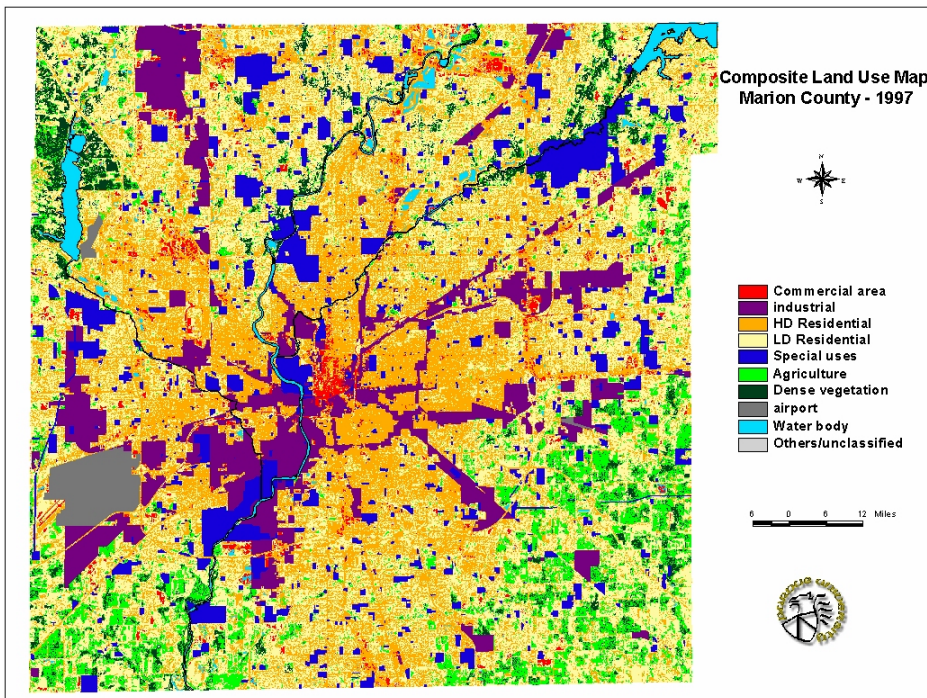 Composite Land Use Map
Marion County - 1997
N
W E
S
Commercial area
industrial
HD Residential
LD Residential
Special uses
Agriculture
Dense vegetation
airport
Water body
Others/unclassified
6 0 6 12 Miles